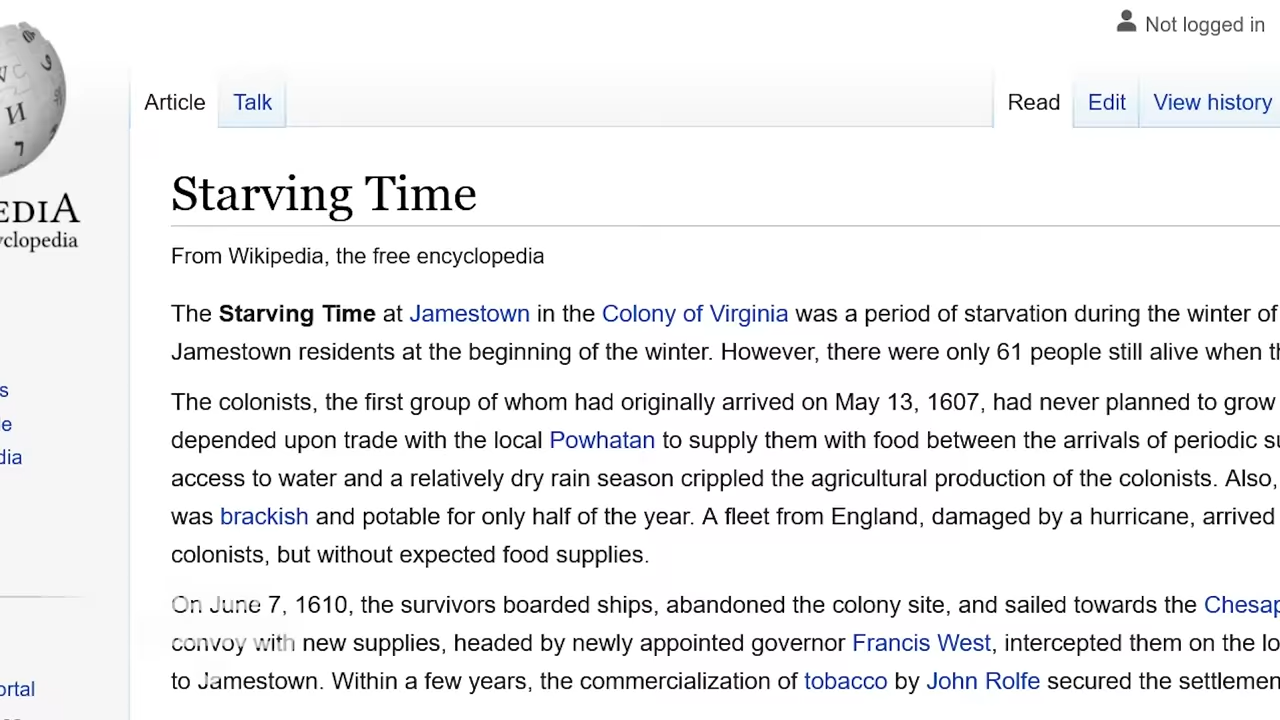 Not logged in
Article Talk Read Edit View history
Starving Time
From Wikipedia, the free encyclopedia
The Starving Time at Jamestown in the Colony of Virginia was a period of starvation during the winter of
Jamestown residents at the beginning of the winter. However, there were only 61 people still alive when
The colonists, the first group of whom had originally arrived on May 13, 1607, had never planned to grow
depended upon trade with the local Powhatan to supply them with food between the arrivals of periodic
access to water and a relatively dry rain season crippled the agricultural production of the colonists. Also,
was brackish and potable for only half of the year. A fleet from England, damaged by a hurricane, arrived
colonists, but without expected food supplies.
On June 7, 1610, the survivors boarded ships, abandoned the colony site, and sailed towards the
convoy with new supplies, headed by newly appointed governor Francis West, intercepted them on the
to Jamestown. Within a few years, the commercialization of tobacco by John Rolfe secured the